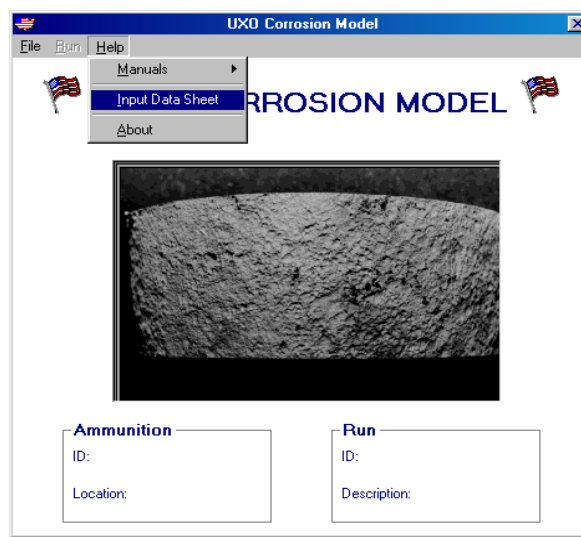 UXO Corrosion Model
File Run Help
Manuals
Input Data Sheet
About
RROSION MODEL
Ammunition
ID:
Location:
Run
ID:
Description: